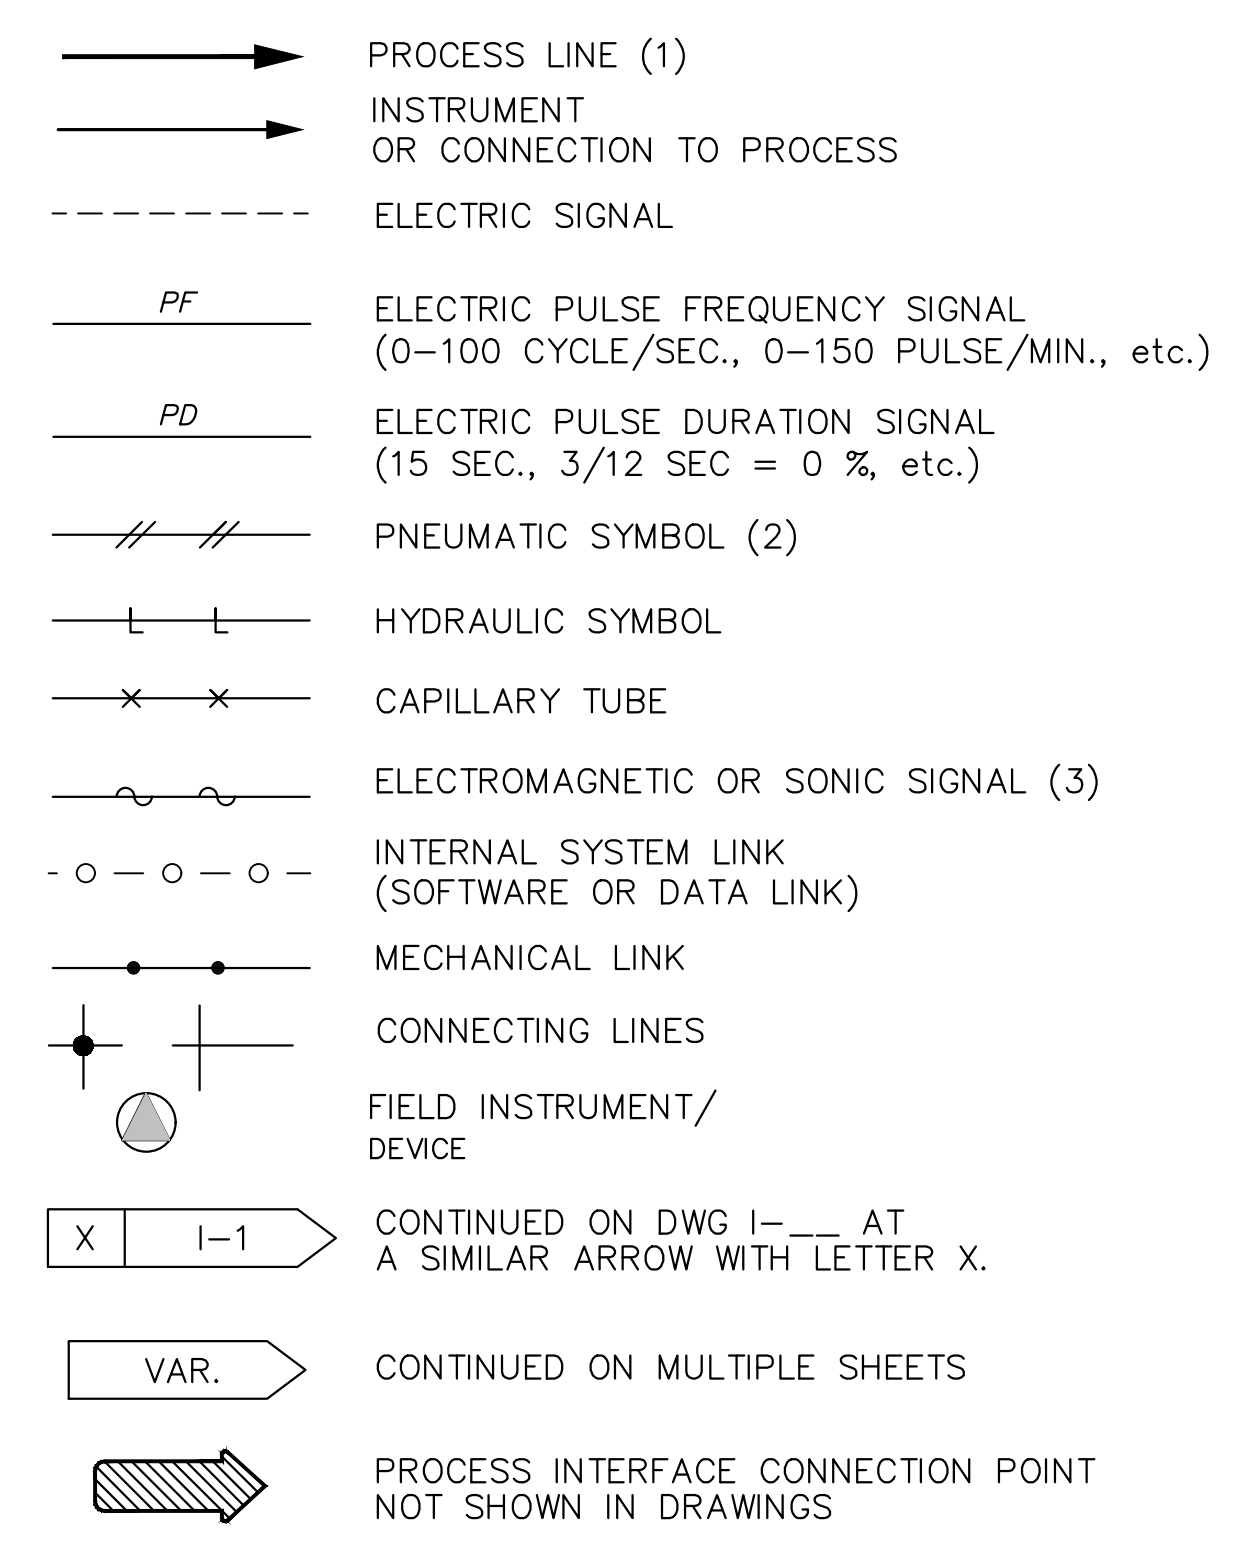 PROCESS LINE (1)
INSTRUMENT
OR CONNECTION TO PROCESS
ELECTRIC SIGNAL
PF
ELECTRIC PULSE FREQUENCY SIGNAL
(0-100 CYCLE/SEC., 0-150 PULSE/MIN., etc.)
PD
ELECTRIC PULSE DURATION SIGNAL
(15 SEC., 3/12 SEC = 0 %, etc.)
PNEUMATIC SYMBOL (2)
L L
HYDRAULIC SYMBOL
CAPILLARY TUBE
ELECTROMAGNETIC OR SONIC SIGNAL (3)
INTERNAL SYSTEM LINK
(SOFTWARE OR DATA LINK)
MECHANICAL LINK
CONNECTING LINES
FIELD INSTRUMENT/
DEVICE
X I-1
CONTINUED ON DWG I-__ AT
A SIMILAR ARROW WITH LETTER X.
VAR.
CONTINUED ON MULTIPLE SHEETS
PROCESS INTERFACE CONNECTION POINT
NOT SHOWN IN DRAWINGS